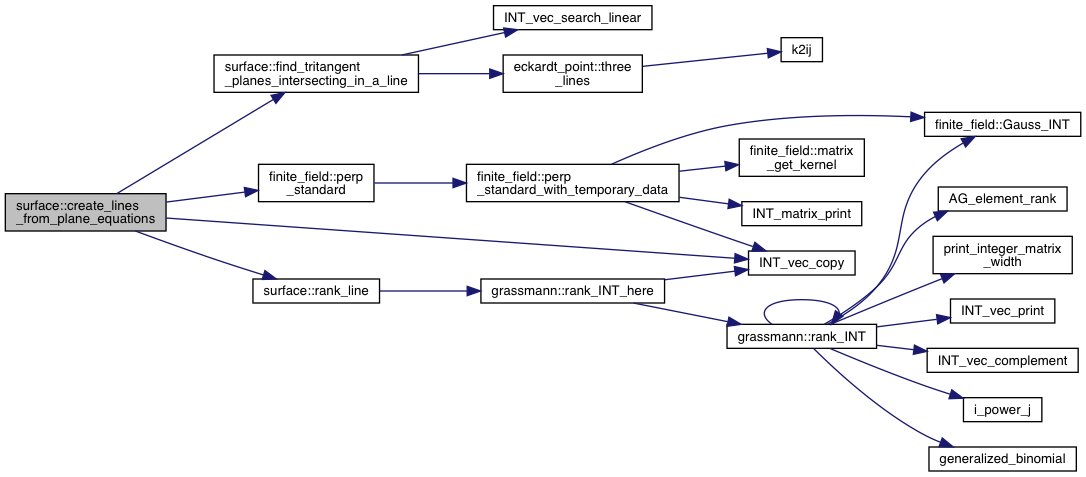 INT_vec_search_linear
surface::find_tritangent
_planes_intersecting_in_a_line
eckardt_point::three
_lines
k2ij
finite_field::Gauss_INT
finite_field::matrix
_get_kernel
finite_field::perp
_standard
finite_field::perp
_standard_with_temporary_data
AG_element_rank
surface::create_lines
_from_plane_equations
INT_matrix_print
print_integer_matrix
_width
INT_vec_copy
surface::rank_line
grassmann::rank_INT_here
INT_vec_print
grassmann::rank_INT
INT_vec_complement
i_power_j
generalized_binomial